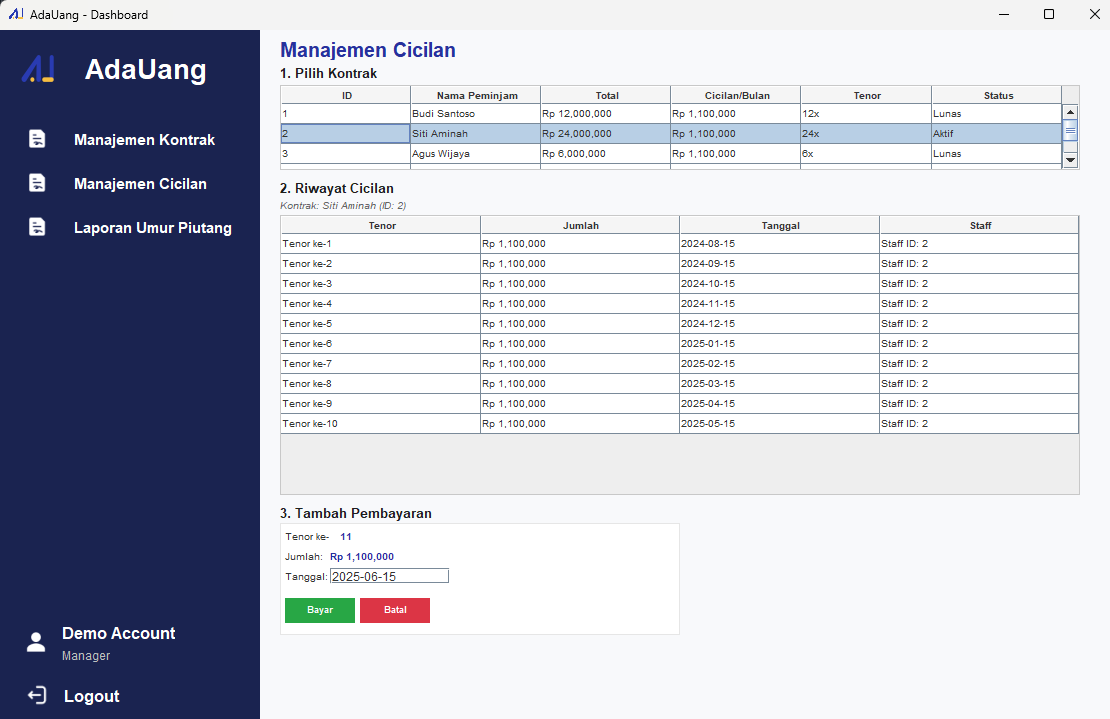 AdaUang - Dashboard
AdaUang
Manajemen Kontrak
Manajemen Cicilan
Laporan Umur Piutang
Demo Account
Manager
Logout
Manajemen Cicilan
1. Pilih Kontrak
ID Nama Peminjam Total Cicilan/Bulan Tenor Status
1 Budi Santoso Rp 12,000,000 Rp 1,100,000 12x Lunas
2 Siti Aminah Rp 24,000,000 Rp 1,100,000 24x Aktif
3 Agus Wijaya Rp 6,000,000 Rp 1,100,000 6x Lunas
2. Riwayat Cicilan
Kontrak: Siti Aminah (ID: 2)
Tenor Jumlah Tanggal Staff
Tenor ke-1 Rp 1,100,000 2024-08-15 Staff ID: 2
Tenor ke-2 Rp 1,100,000 2024-09-15 Staff ID: 2
Tenor ke-3 Rp 1,100,000 2024-10-15 Staff ID: 2
Tenor ke-4 Rp 1,100,000 2024-11-15 Staff ID: 2
Tenor ke-5 Rp 1,100,000 2024-12-15 Staff ID: 2
Tenor ke-6 Rp 1,100,000 2025-01-15 Staff ID: 2
Tenor ke-7 Rp 1,100,000 2025-02-15 Staff ID: 2
Tenor ke-8 Rp 1,100,000 2025-03-15 Staff ID: 2
Tenor ke-9 Rp 1,100,000 2025-04-15 Staff ID: 2
Tenor ke-10 Rp 1,100,000 2025-05-15 Staff ID: 2
3. Tambah Pembayaran
Tenor ke- 11
Jumlah: Rp 1,100,000
Tanggal: 2025-06-15
Bayar Batal